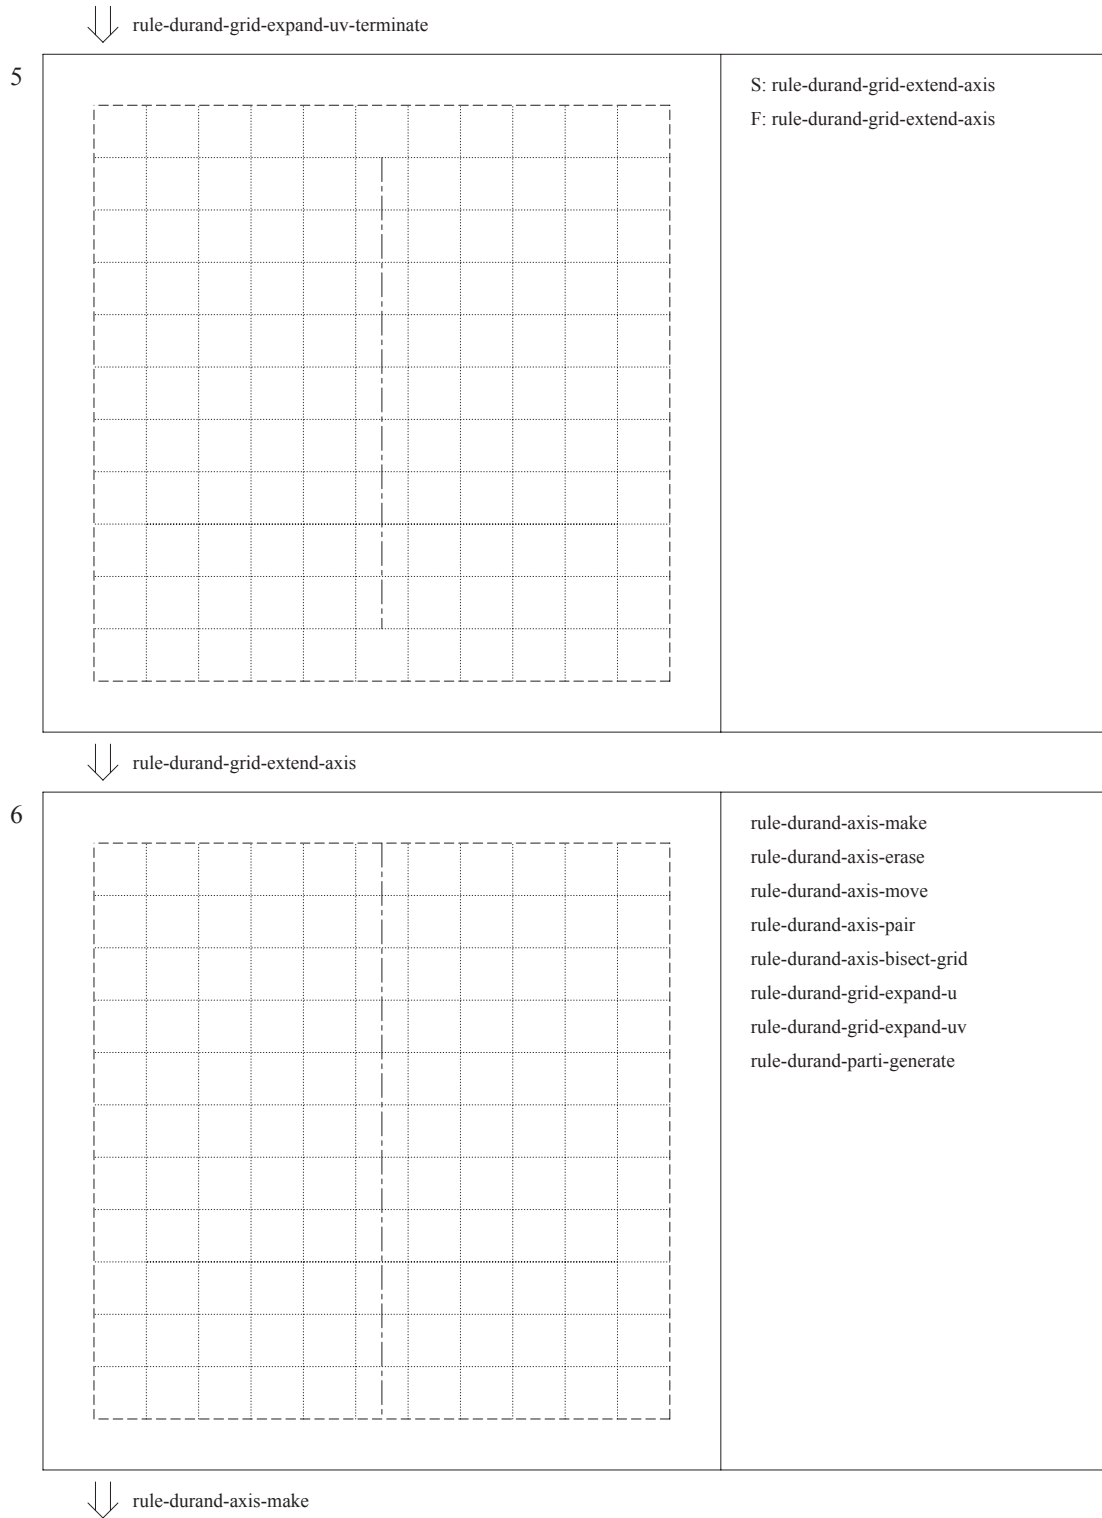 rule-durand-grid-expand-uv-terminate
5
S: rule-durand-grid-extend-axis
F: rule-durand-grid-extend-axis
rule-durand-grid-extend-axis
6
rule-durand-axis-make
rule-durand-axis-erase
rule-durand-axis-move
rule-durand-axis-pair
rule-durand-axis-bisect-grid
rule-durand-grid-expand-u
rule-durand-grid-expand-uv
rule-durand-parti-generate
rule-durand-axis-make